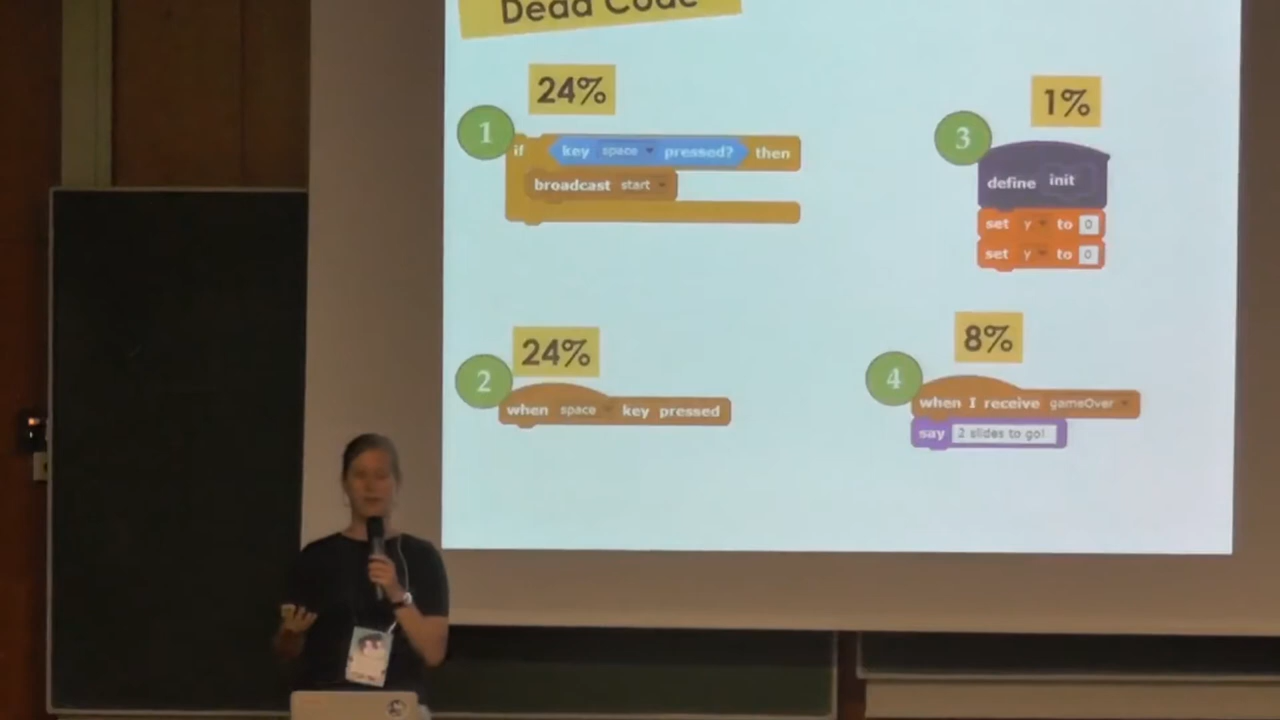 Dead Code
24%
1
if key space pressed? then
broadcast start
1%
3
define init
set y to 0
set y to 0
24%
2
when space key pressed
8%
4
when I receive gameOver
say 2 slides to go!